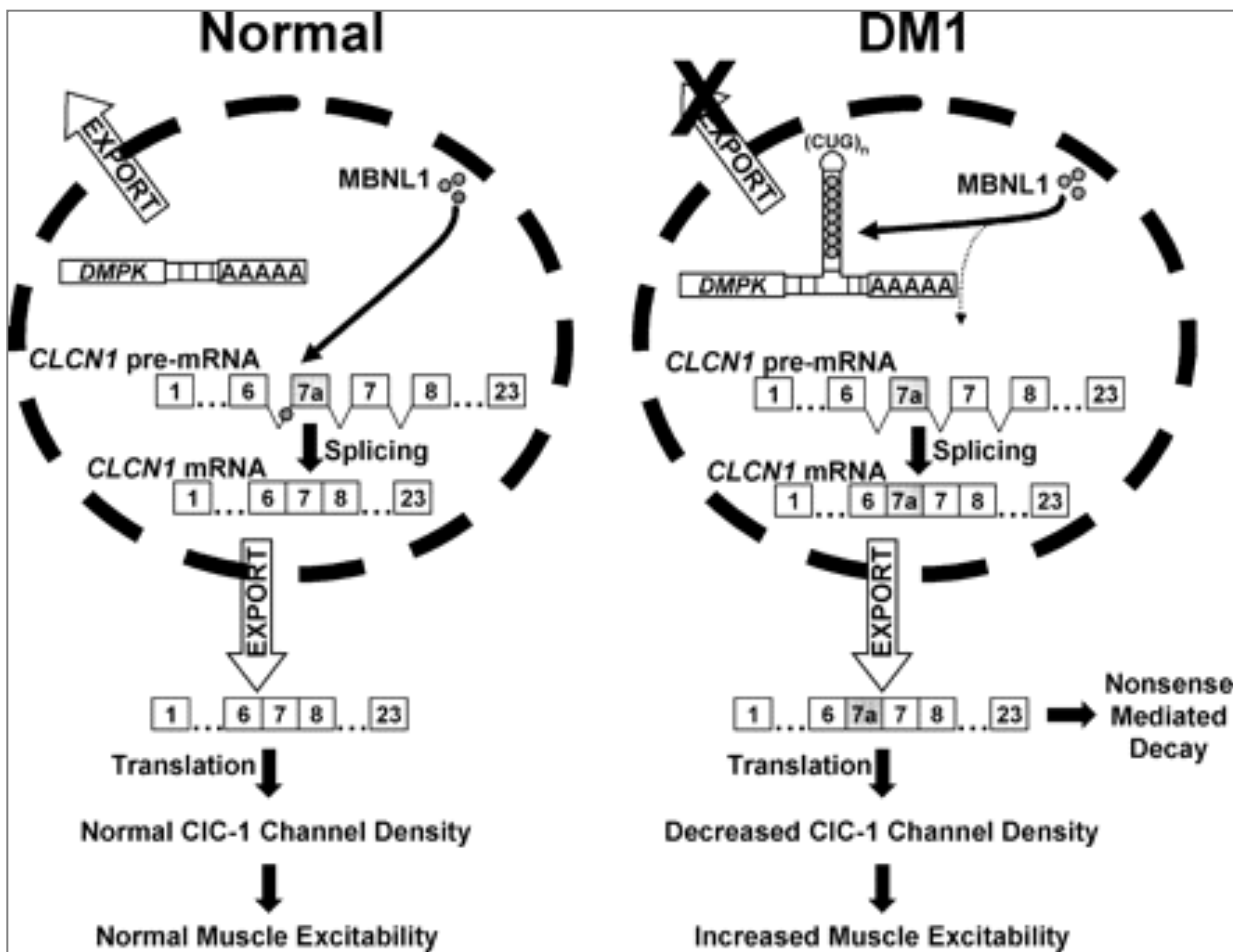 Normal
EXPORT
MBNL1
DMPK AAAAA
CLCN1 pre-mRNA
1 ... 6 7a 7 8 ... 23
Splicing
CLCN1 mRNA
1 ... 6 7 8 ... 23
EXPORT
1 ... 6 7 8 ... 23
Translation
Normal ClC-1 Channel Density
Normal Muscle Excitability
DM1
X
EXPORT
(CUG)n
MBNL1
DMPK AAAAA
CLCN1 pre-mRNA
1 ... 6 7a 7 8 ... 23
Splicing
CLCN1 mRNA
1 ... 6 7a 7 8 ... 23
EXPORT
1 ... 6 7a 7 8 ... 23
Nonsense
Mediated
Decay
Translation
Decreased ClC-1 Channel Density
Increased Muscle Excitability